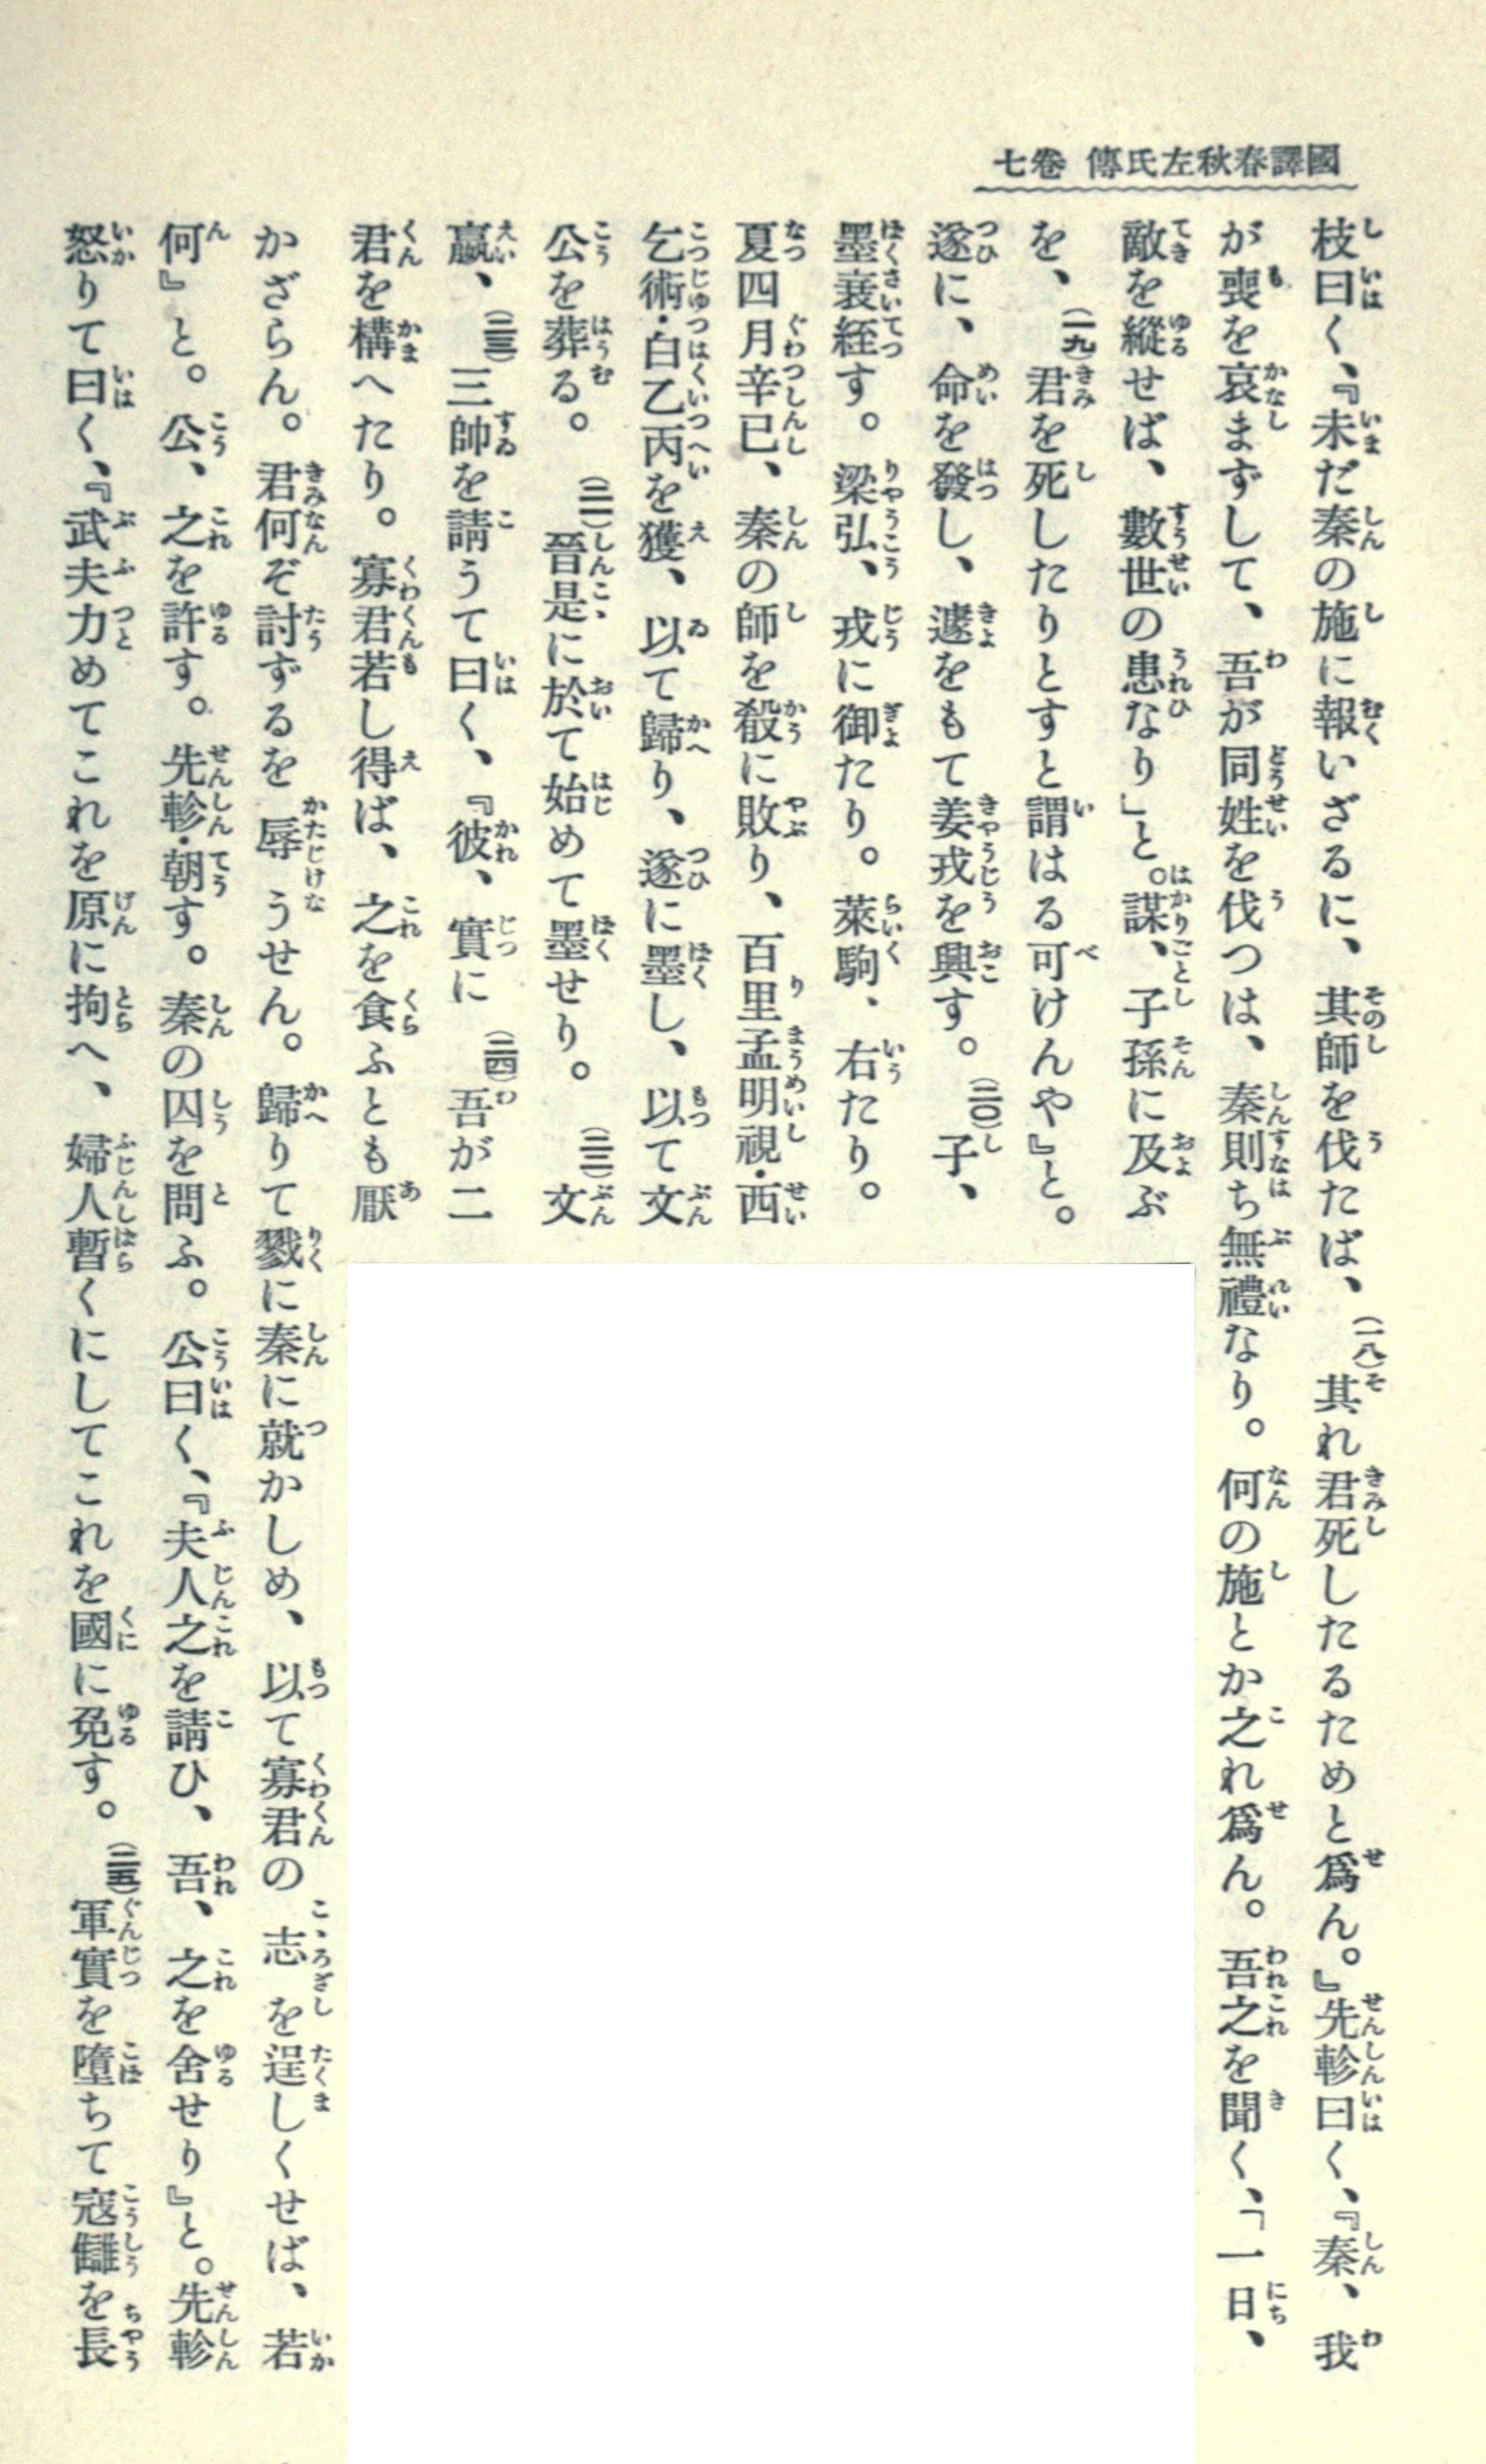 國譯春秋左氏傳 卷七
枝曰く、『未だ秦の施に報いざるに、其師を伐たば、(一八)其れ君死したるためと爲ん。』先軫曰く、『秦、我
が喪を哀まずして、吾が同姓を伐つは、秦則ち無禮なり。何の施とか之れ爲ん。吾之を聞く、「一日、
敵を縱せば、數世の患なり」と。謀、子孫に及ぶ
を、(一九)君を死したりとすと謂はる可けんや』と。
遂に、命を發し、遽をもて姜戎を興す。(二〇)子、
墨衰絰す。梁弘、戎に御たり。萊駒、右たり。
夏四月辛巳、秦の師を殽に敗り、百里孟明視・西
乞術・白乙丙を獲、以て歸り、遂に墨し、以て文
公を葬る。(二一)晉是に於て始めて墨せり。(二二)文
嬴、(二三)三帥を請うて曰く、『彼、實に(二四)吾が二
君を構へたり。寡君若し得ば、之を食ふとも厭
かざらん。君何ぞ討ずるを辱うせん。歸りて戮に秦に就かしめ、以て寡君の志を逞しくせば、若
何』と。公、之を許す。先軫・朝す。秦の囚を問ふ。公曰く、『夫人之を請ひ、吾、之を舍せり』と。先軫
怒りて曰く、『武夫力めてこれを原に拘へ、婦人暫くにしてこれを國に免す。(二五)軍實を墮ちて寇讎を長